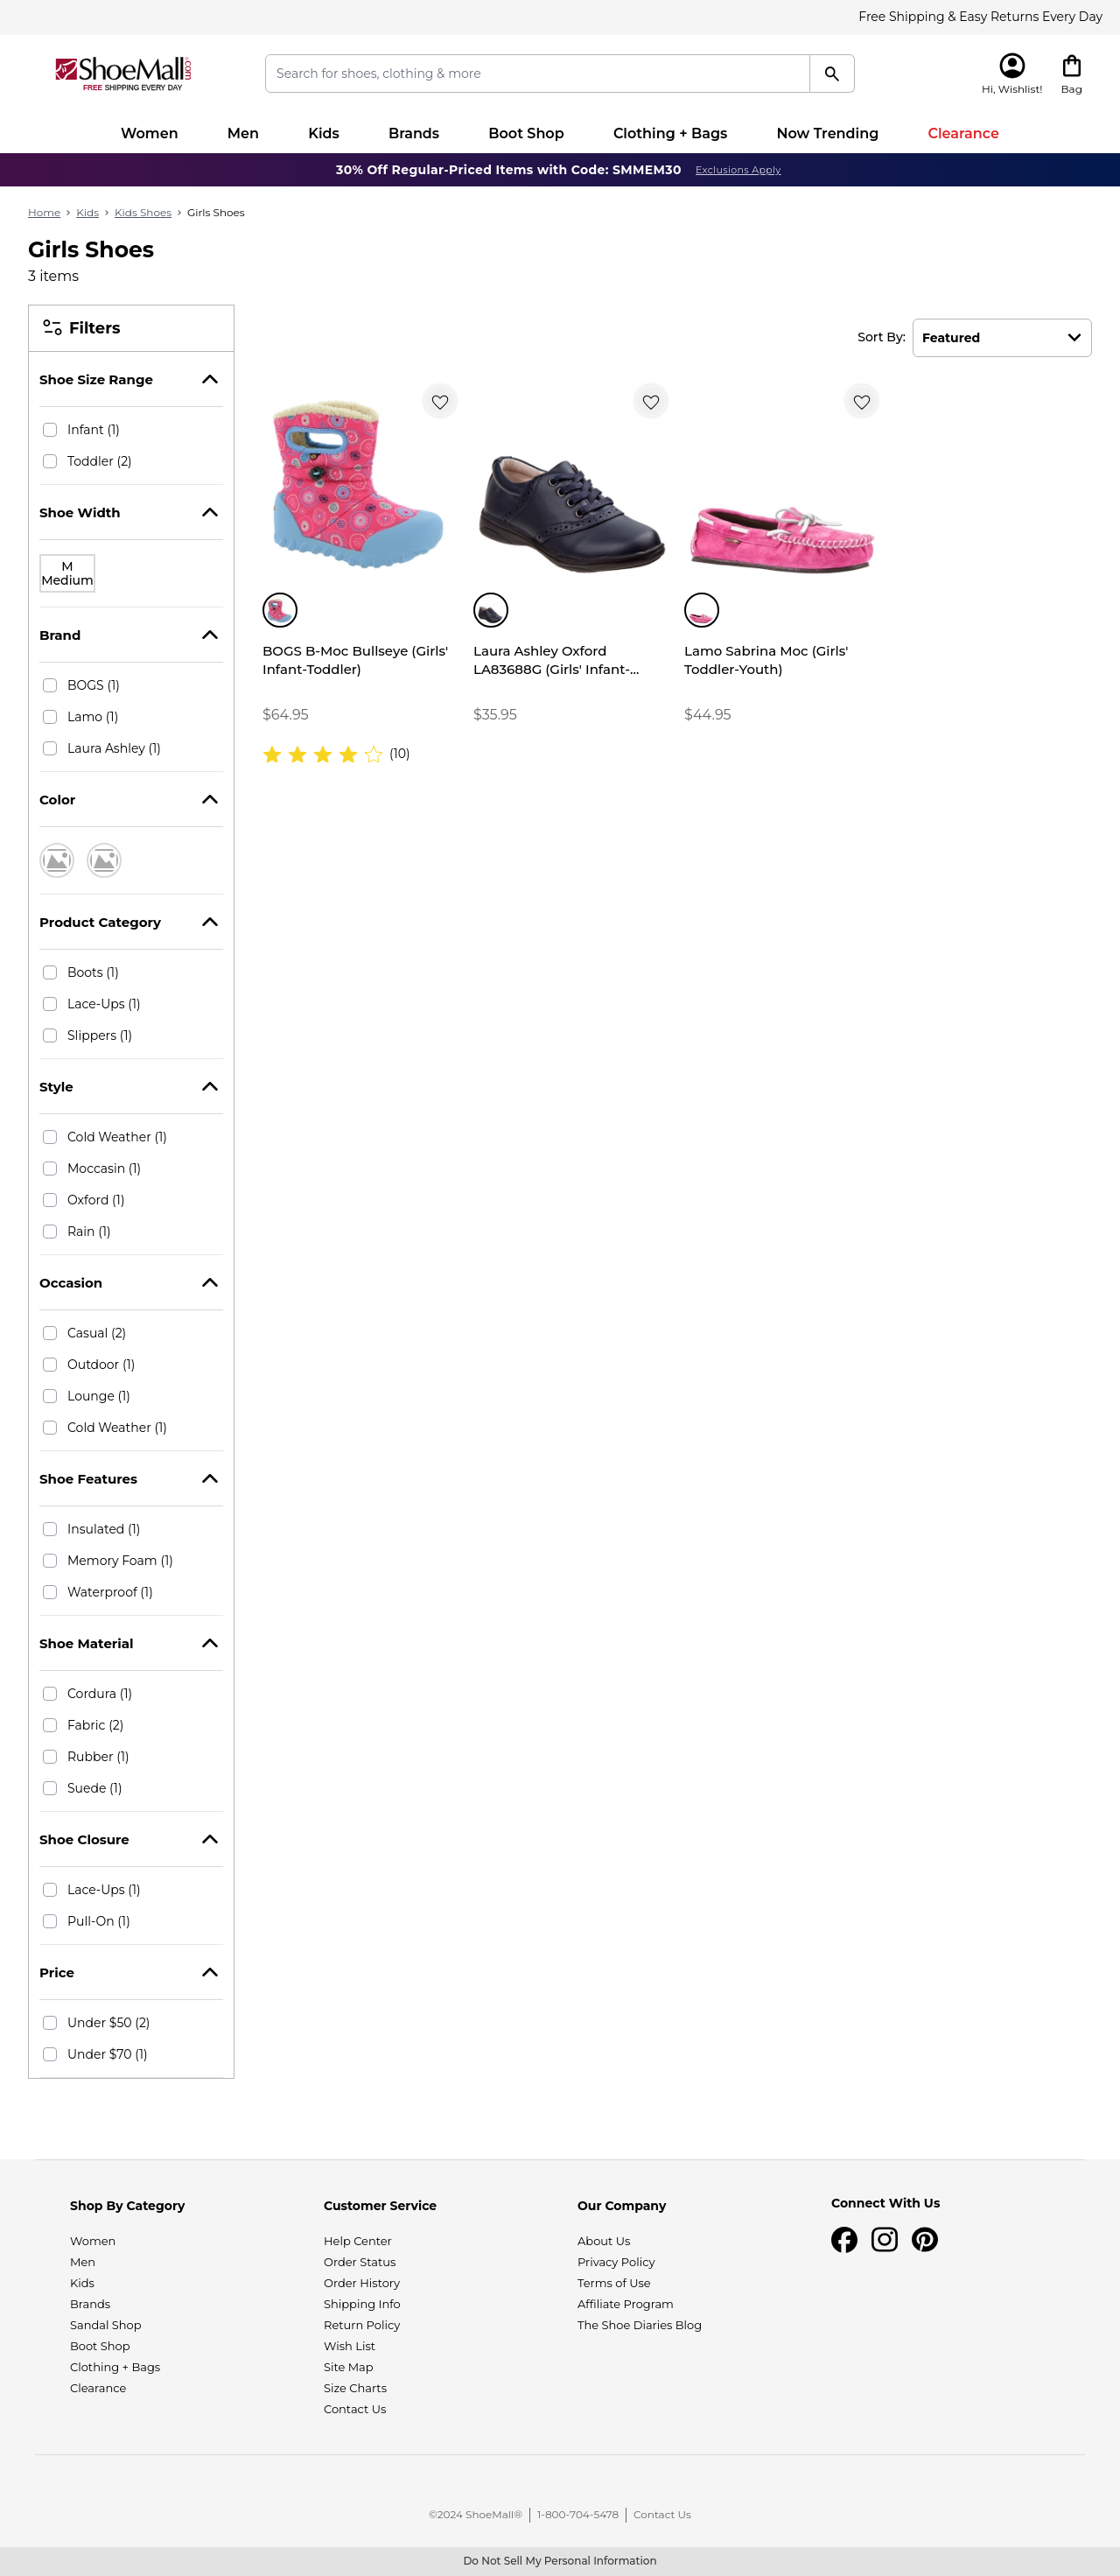 Free Shipping & Easy Returns Every Day
ShoeMall.com
FREE SHIPPING EVERY DAY
Search for shoes, clothing & more
Hi, Wishlist!
Bag
Women
Men
Kids
Brands
Boot Shop
Clothing + Bags
Now Trending
Clearance
30% Off Regular-Priced Items with Code: SMMEM30 Exclusions Apply
Home > Kids > Kids Shoes > Girls Shoes
Girls Shoes
3 items
Filters
Sort By: Featured
Shoe Size Range
Infant (1)
Toddler (2)
Shoe Width
M
Medium
Brand
BOGS (1)
Lamo (1)
Laura Ashley (1)
Color
Product Category
Boots (1)
Lace-Ups (1)
Slippers (1)
Style
Cold Weather (1)
Moccasin (1)
Oxford (1)
Rain (1)
Occasion
Casual (2)
Outdoor (1)
Lounge (1)
Cold Weather (1)
Shoe Features
Insulated (1)
Memory Foam (1)
Waterproof (1)
Shoe Material
Cordura (1)
Fabric (2)
Rubber (1)
Suede (1)
Shoe Closure
Lace-Ups (1)
Pull-On (1)
Price
Under $50 (2)
Under $70 (1)
BOGS B-Moc Bullseye (Girls'
Infant-Toddler)
$64.95
(10)
Laura Ashley Oxford
LA83688G (Girls' Infant-...
$35.95
Lamo Sabrina Moc (Girls'
Toddler-Youth)
$44.95
Shop By Category
Women
Men
Kids
Brands
Sandal Shop
Boot Shop
Clothing + Bags
Clearance
Customer Service
Help Center
Order Status
Order History
Shipping Info
Return Policy
Wish List
Site Map
Size Charts
Contact Us
Our Company
About Us
Privacy Policy
Terms of Use
Affiliate Program
The Shoe Diaries Blog
Connect With Us
©2024 ShoeMall® | 1-800-704-5478 | Contact Us
Do Not Sell My Personal Information